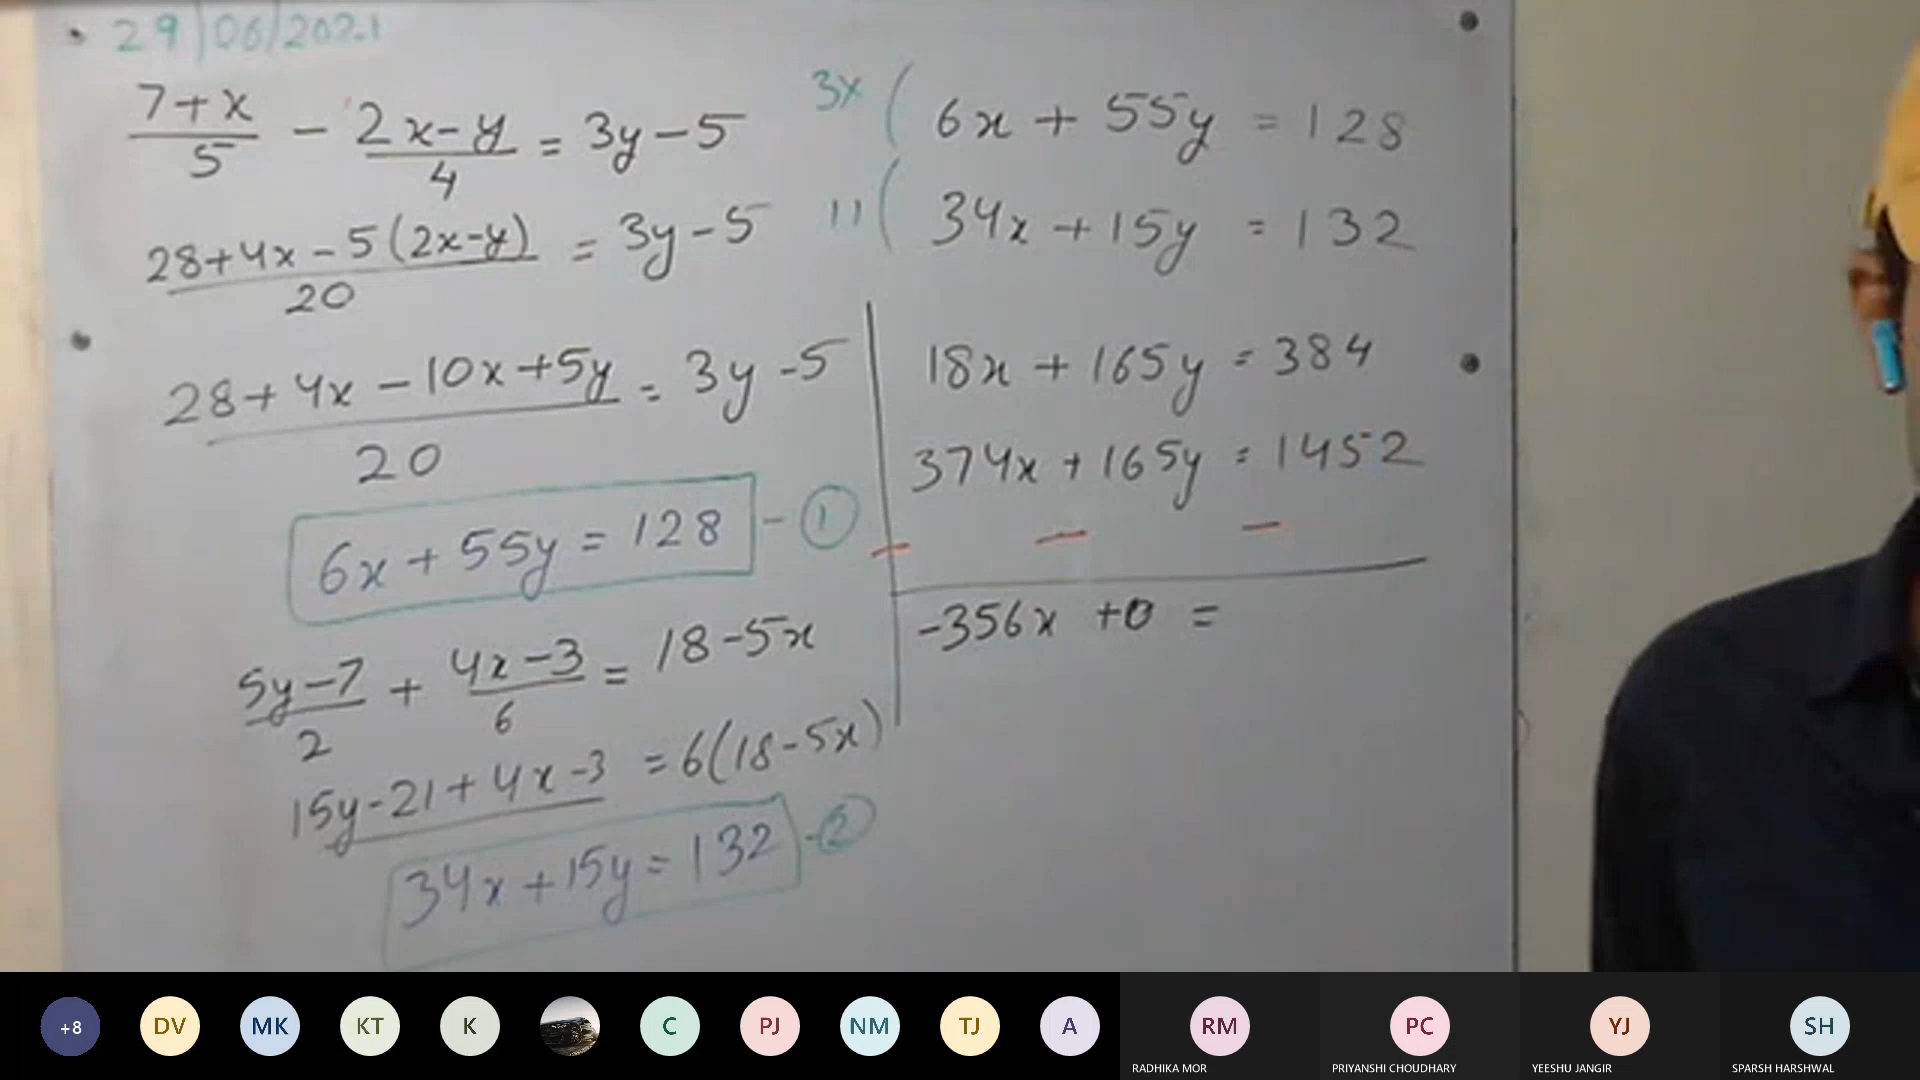 29/06/2021
7+x/5 - 2x-y/4 = 3y-5
28+4x-5(2x-y)/20 = 3y-5
28+4x-10x+5y/20 = 3y-5
6x+55y=128 - ①
5y-7/2 + 4x-3/6 = 18-5x
15y-21+4x-3 = 6(18-5x)
34x+15y=132 - ②
3x( 6x+55y = 128
11( 34x+15y = 132
18x+165y = 384
374x+165y = 1452
- - -
-356x +0 =
+8
DV
MK
KT
K
C
PJ
NM
TJ
A
RM
RADHIKA MOR
PC
PRIYANSHI CHOUDHARY
YJ
YEESHU JANGIR
SH
SPARSH HARSHWAL